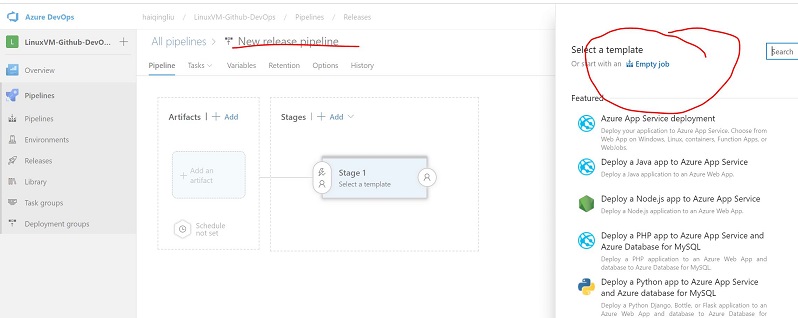 Azure DevOps
haiqingliu / LinuxVM-Github-DevOps / Pipelines / Releases
L LinuxVM-Github-DevO... +
All pipelines > New release pipeline
Pipeline Tasks Variables Retention Options History
Overview
Pipelines
Pipelines
Environments
Releases
Library
Task groups
Deployment groups
Artifacts | + Add
Stages | + Add
+ Add an
artifact
Schedule
not set
Stage 1
Select a template
Select a template
Search
Or start with an Empty job
Featured
Azure App Service deployment
Deploy your application to Azure App Service. Choose from
Web App on Windows, Linux, containers, Function Apps, or
WebJobs.
Deploy a Java app to Azure App Service
Deploy a Java application to an Azure Web App.
Deploy a Node.js app to Azure App Service
Deploy a Node.js application to an Azure Web App.
Deploy a PHP app to Azure App Service and
Azure Database for MySQL
Deploy a PHP application to an Azure Web App and
database to Azure Database for MySQL.
Deploy a Python app to Azure App Service
and Azure database for MySQL
Deploy a Python Django, Bottle, or Flask application to an
Azure Web App and database to Azure Database for